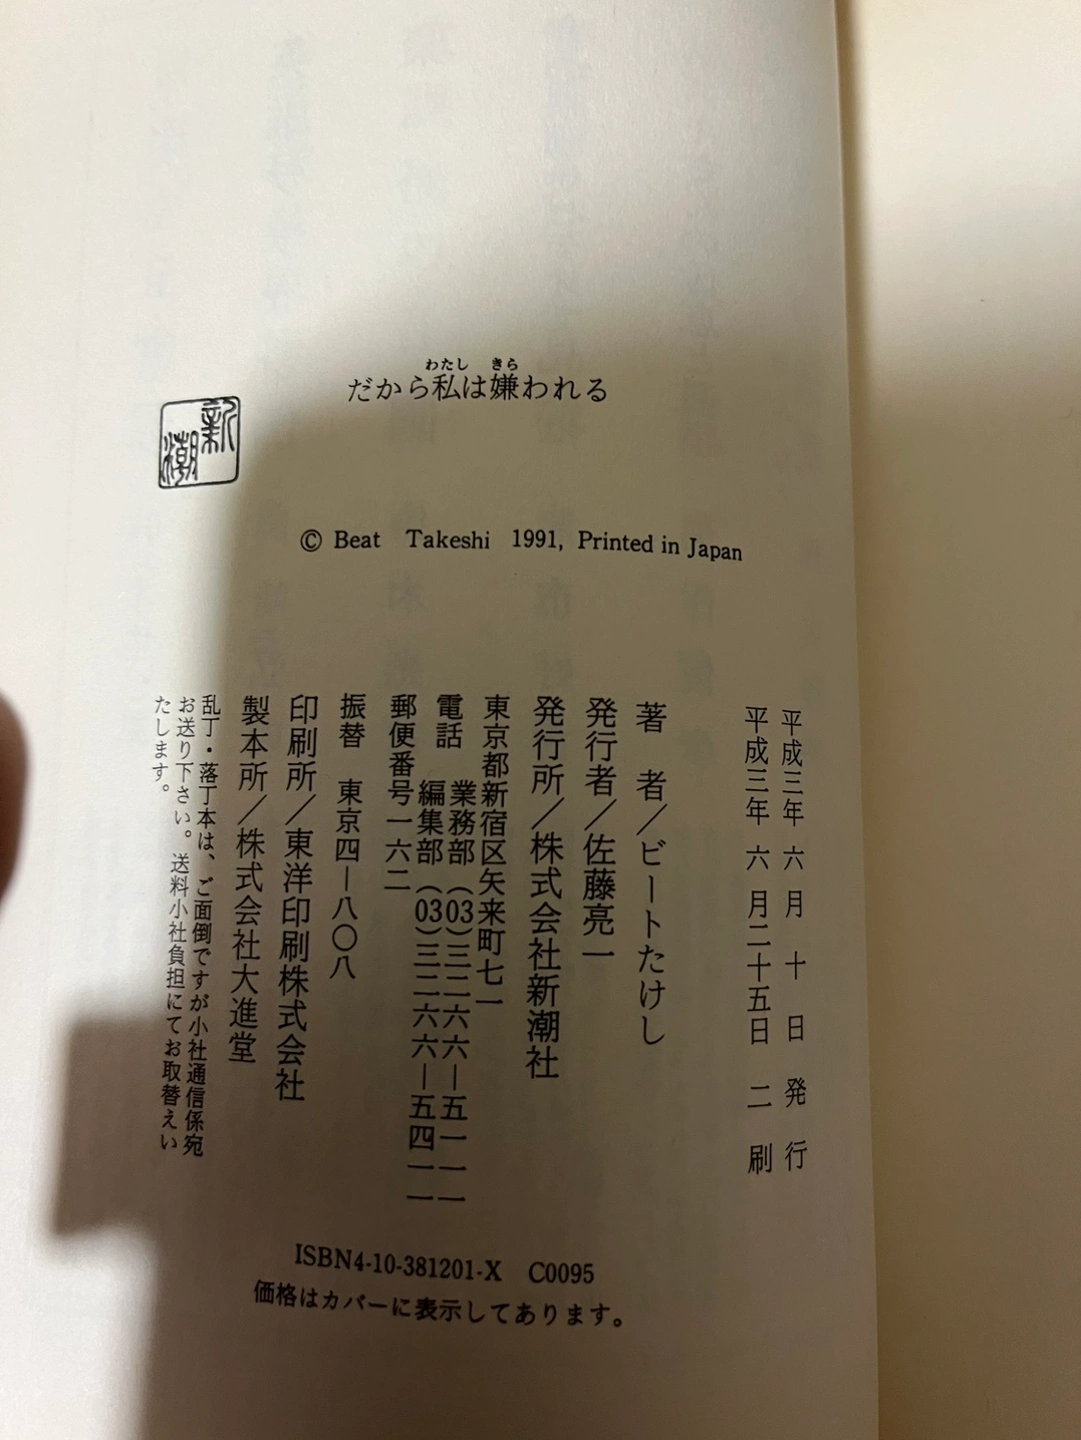 だから私は嫌われる
わたし きら
新潮
© Beat Takeshi 1991, Printed in Japan
平成三年 六月 十 日 発 行
平成三年 六月二十五日 二 刷
著 者/ビートたけし
発行者/佐藤亮一
発行所/株式会社新潮社
東京都新宿区矢来町七一
電話 業務部(03)三二六六―五一一一
編集部(03)三二六六―五四一一
郵便番号一六二
振替 東京四―八〇八
印刷所/東洋印刷株式会社
製本所/株式会社大進堂
乱丁・落丁本は、ご面倒ですが小社通信係宛
お送り下さい。送料小社負担にてお取替えい
たします。
ISBN4-10-381201-X C0095
価格はカバーに表示してあります。